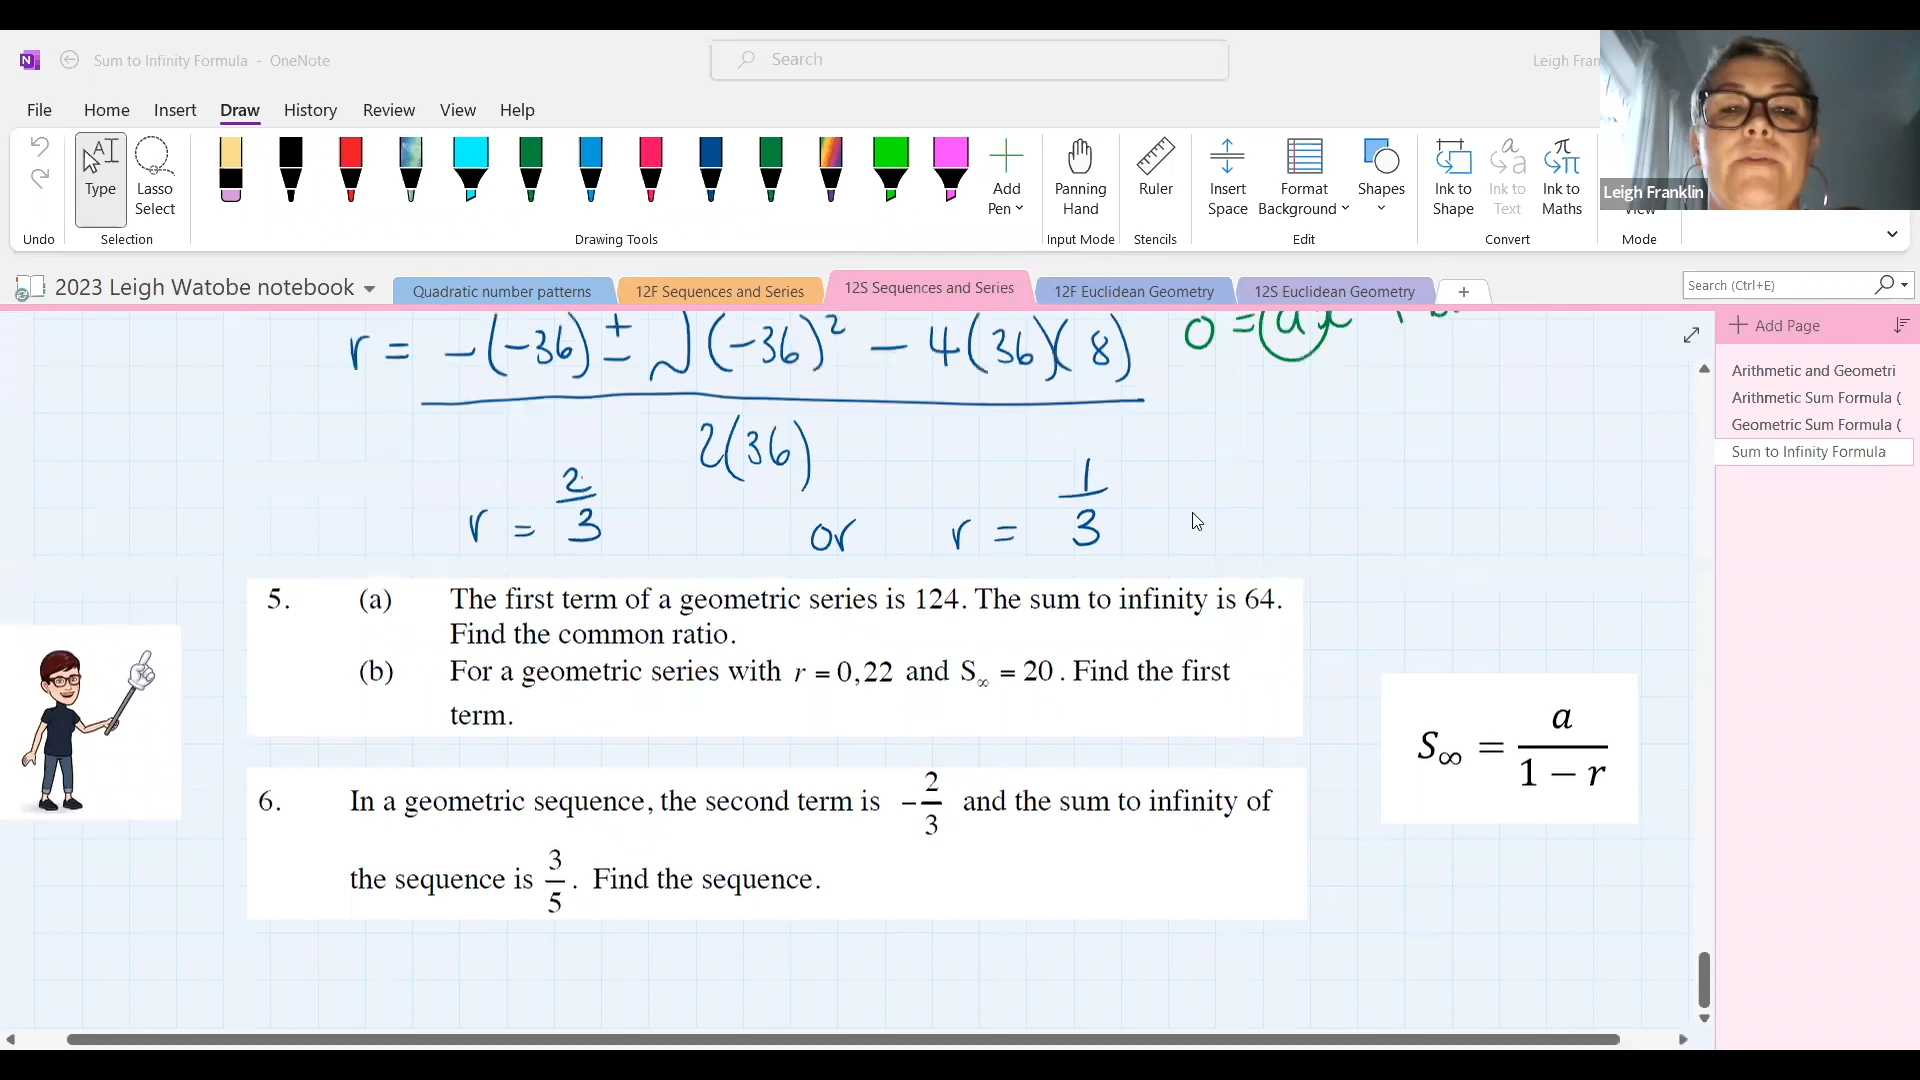 Sum to Infinity Formula - OneNote
Search
Leigh Fran
File Home Insert Draw History Review View Help
Type
Lasso Select
Add Pen
Panning Hand
Ruler
Insert Space
Format Background
Shapes
Ink to Shape
Ink to Text
Ink to Maths
View
Leigh Franklin
Undo Selection Drawing Tools Input Mode Stencils Edit Convert Mode
2023 Leigh Watobe notebook
Quadratic number patterns
12F Sequences and Series
12S Sequences and Series
12F Euclidean Geometry
12S Euclidean Geometry
+
Search (Ctrl+E)
Add Page
Arithmetic and Geometri
Arithmetic Sum Formula (
Geometric Sum Formula (
Sum to Infinity Formula
r = -(-36) ± √(-36)² - 4(36)(8)
2(36)
r = 2/3 or r = 1/3
5. (a) The first term of a geometric series is 124. The sum to infinity is 64.
Find the common ratio.
(b) For a geometric series with r = 0,22 and S∞ = 20. Find the first
term.
6. In a geometric sequence, the second term is -2/3 and the sum to infinity of
the sequence is 3/5. Find the sequence.
S∞ = a/(1 − r)